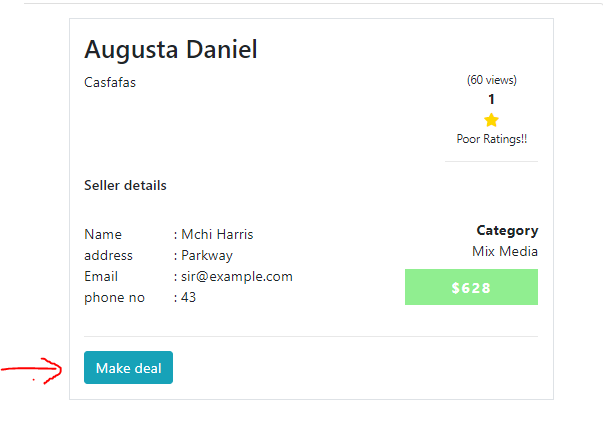 Augusta Daniel
Casfafas
(60 views)
1
Poor Ratings!!
Seller details
Name : Mchi Harris
address : Parkway
Email : sir@example.com
phone no : 43
Category
Mix Media
$628
Make deal